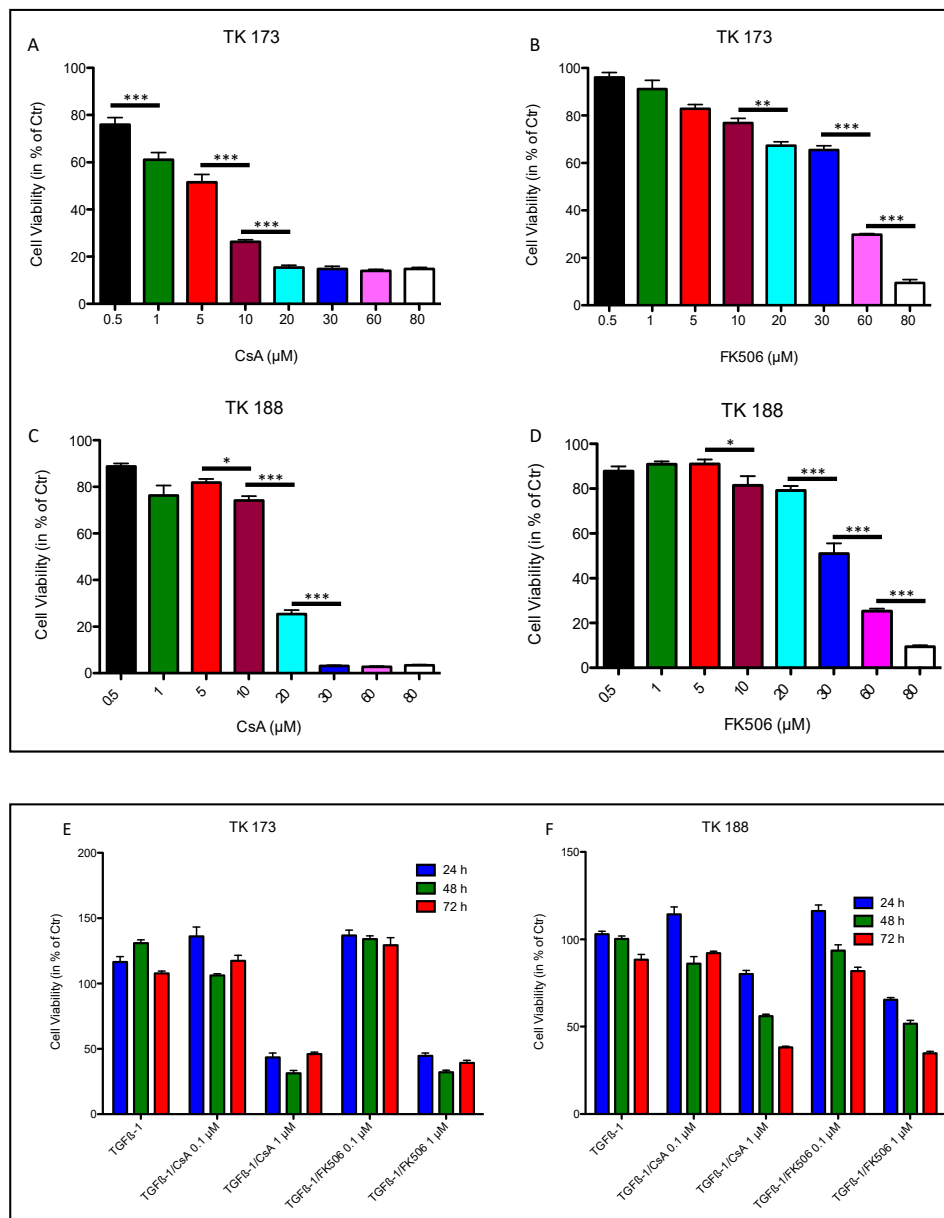 A
TK 173
Cell Viability (in % of Ctr)
100
80
60
40
20
0
***
***
***
0.5 1 5 10 20 30 60 80
CsA (µM)
B
TK 173
Cell Viability (in % of Ctr)
100
80
60
40
20
0
**
***
***
0.5 1 5 10 20 30 60 80
FK506 (µM)
C
TK 188
Cell Viability (in % of Ctr)
100
80
60
40
20
0
*
***
***
0.5 1 5 10 20 30 60 80
CsA (µM)
D
TK 188
Cell Viability (in % of Ctr)
100
80
60
40
20
0
*
***
***
***
0.5 1 5 10 20 30 60 80
FK506 (µM)
E
TK 173
Cell Viability (in % of Ctr)
200
150
100
50
0
24 h
48 h
72 h
TGFß-1
TGFß-1/CsA 0.1 µM
TGFß-1/CsA 1 µM
TGFß-1/FK506 0.1 µM
TGFß-1/FK506 1 µM
F
TK 188
Cell Viability (in % of Ctr)
150
100
50
0
24 h
48 h
72 h
TGFß-1
TGFß-1/CsA 0.1 µM
TGFß-1/CsA 1 µM
TGFß-1/FK506 0.1 µM
TGFß-1/FK506 1 µM